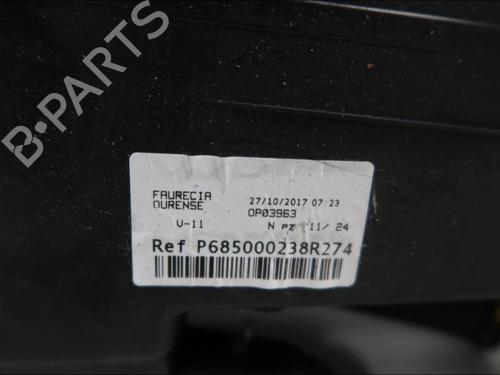 B-PARTS
FAURECIA
OURENSE
27/10/2017 07:23
OP03963
V-11
N pz 11/ 24
Ref P685000238R274